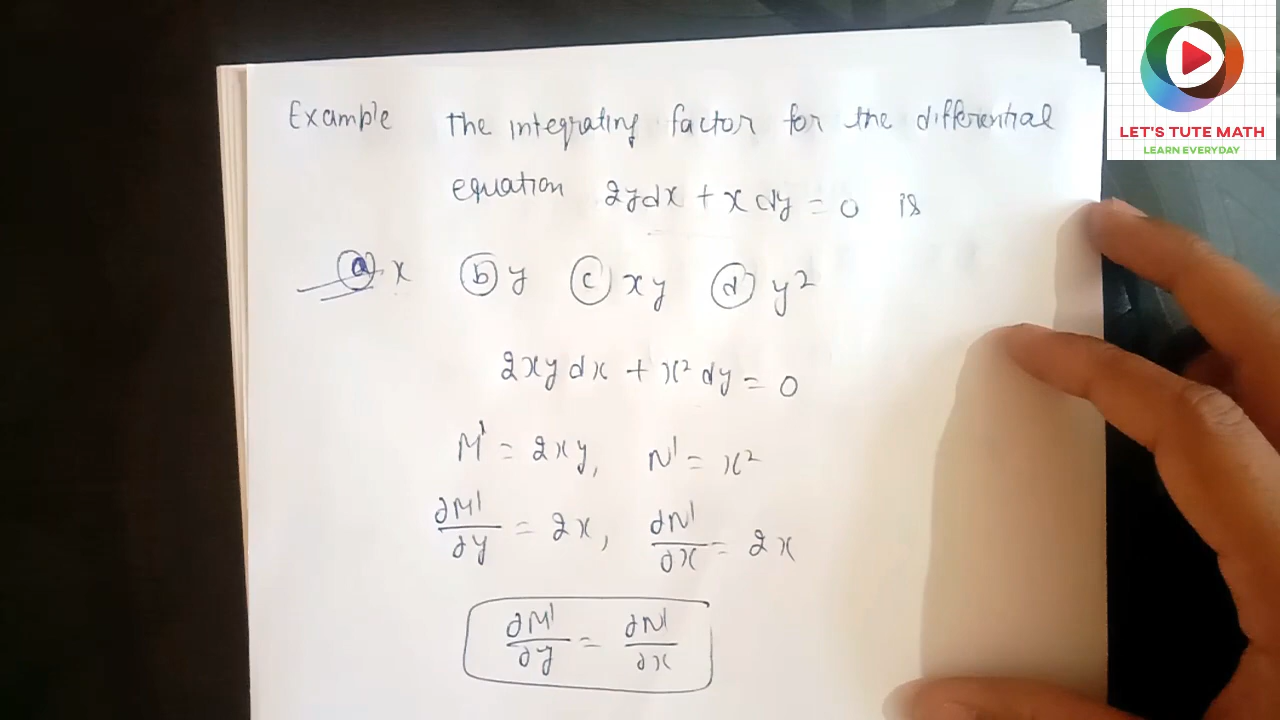 LET'S TUTE MATH
LEARN EVERYDAY
Example The integrating factor for the differential
equation 2ydx + x dy = 0 is
(a) x (b) y (c) xy (d) y²
2xy dx + x² dy = 0
M' = 2xy, N' = x²
∂M'/∂y = 2x, ∂N'/∂x = 2x
∂M'/∂y = ∂N'/∂x